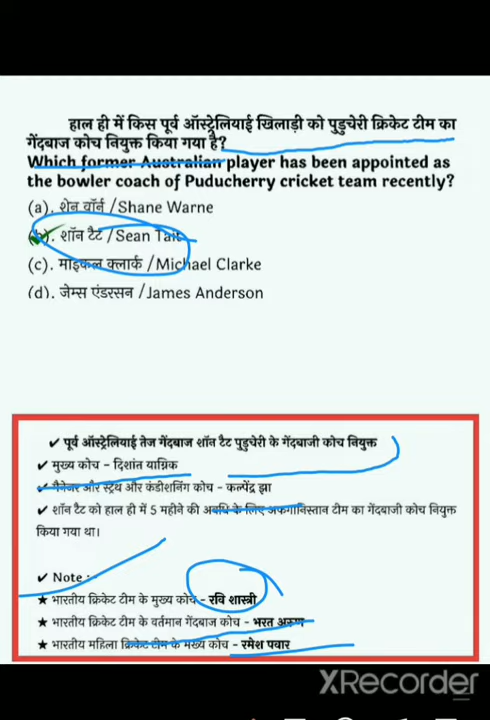 हाल ही में किस पूर्व ऑस्ट्रेलियाई खिलाड़ी को पुडुचेरी क्रिकेट टीम का
गेंदबाज कोच नियुक्त किया गया है?
Which former Australian player has been appointed as
the bowler coach of Puducherry cricket team recently?
(a). शेन वॉर्न /Shane Warne
(b). शॉन टैट /Sean Tait
(c). माइकल क्लार्क /Michael Clarke
(d). जेम्स एंडरसन /James Anderson
✔ पूर्व ऑस्ट्रेलियाई तेज गेंदबाज शॉन टैट पुडुचेरी के गेंदबाजी कोच नियुक्त
✔ मुख्य कोच - दिशांत याग्निक
✔ मैनेजर और स्ट्रेंथ और कंडीशनिंग कोच - कल्पेंद्र झा
✔ शॉन टैट को हाल ही में 5 महीने की अवधि के लिए अफगानिस्तान टीम का गेंदबाजी कोच नियुक्त
किया गया था।
✔ Note :-
★ भारतीय क्रिकेट टीम के मुख्य कोच - रवि शास्त्री
★ भारतीय क्रिकेट टीम के वर्तमान गेंदबाज कोच - भरत अरुण
★ भारतीय महिला क्रिकेट टीम के मुख्य कोच - रमेश पवार
XRecorder